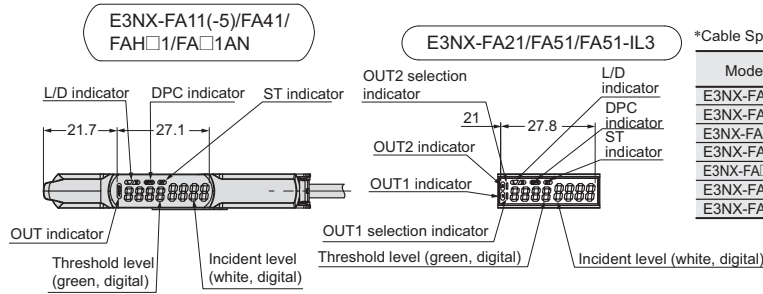 E3NX-FA11(-5)/FA41/
FAH□1/FA□1AN
L/D indicator
DPC indicator
ST indicator
21.7
27.1
OUT indicator
Threshold level
(green, digital)
Incident level
(white, digital)
E3NX-FA21/FA51/FA51-IL3
OUT2 selection
indicator
L/D
indicator
DPC
indicator
ST
indicator
21
27.8
OUT2 indicator
OUT1 indicator
OUT1 selection indicator
Threshold level (green, digital)
Incident level (white, digital)
*Cable Sp
Mode
E3NX-FA
E3NX-FA
E3NX-FA
E3NX-FA
E3NX-FA
E3NX-FA
E3NX-FA